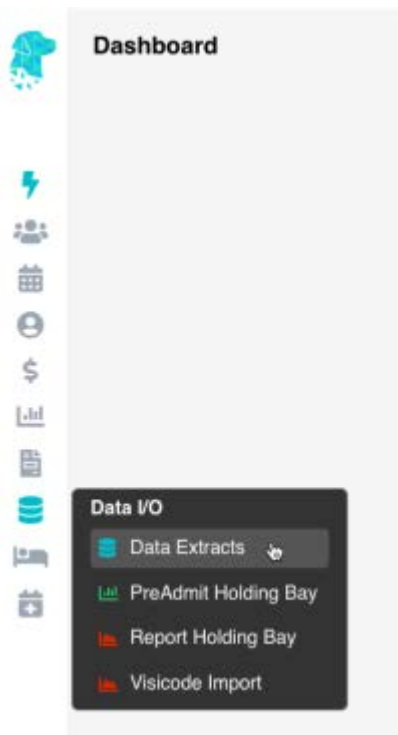 Dashboard
Data I/O
Data Extracts
PreAdmit Holding Bay
Report Holding Bay
Visicode Import